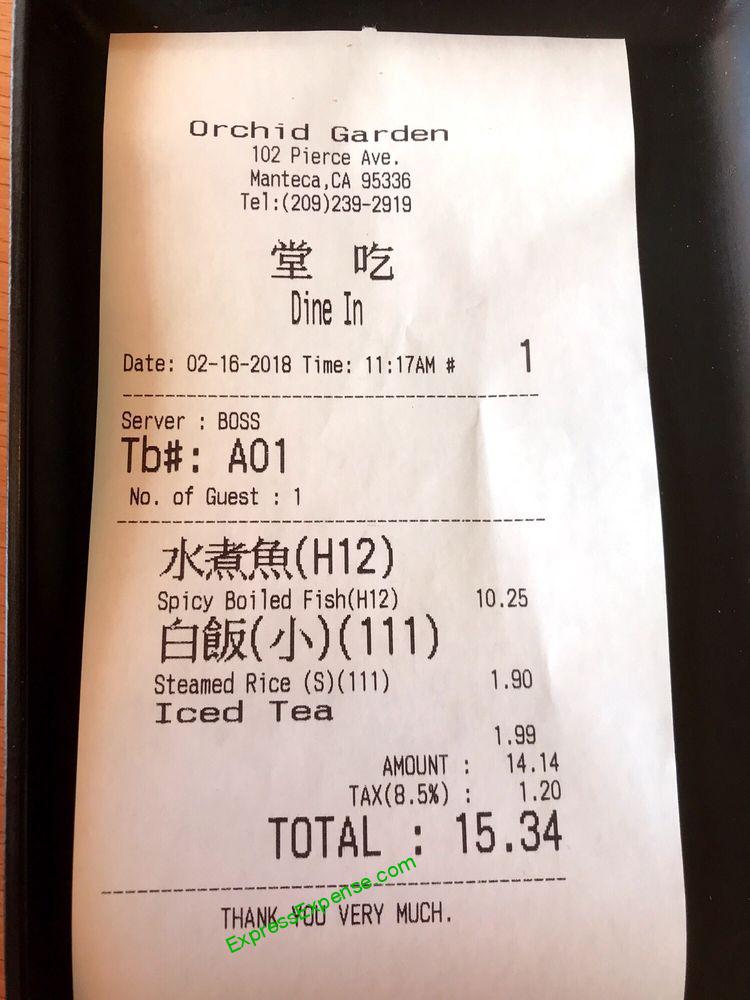 Orchid Garden
102 Pierce Ave.
Manteca,CA 95336
Tel:(209)239-2919
堂 吃
Dine In
Date: 02-16-2018 Time: 11:17AM # 1
Server : BOSS
Tb#: A01
No. of Guest : 1
水煮魚(H12)
Spicy Boiled Fish(H12) 10.25
白飯(小)(111)
Steamed Rice (S)(111) 1.90
Iced Tea
1.99
AMOUNT : 14.14
TAX(8.5%) : 1.20
TOTAL : 15.34
THANK YOU VERY MUCH.
ExpressExpense.com